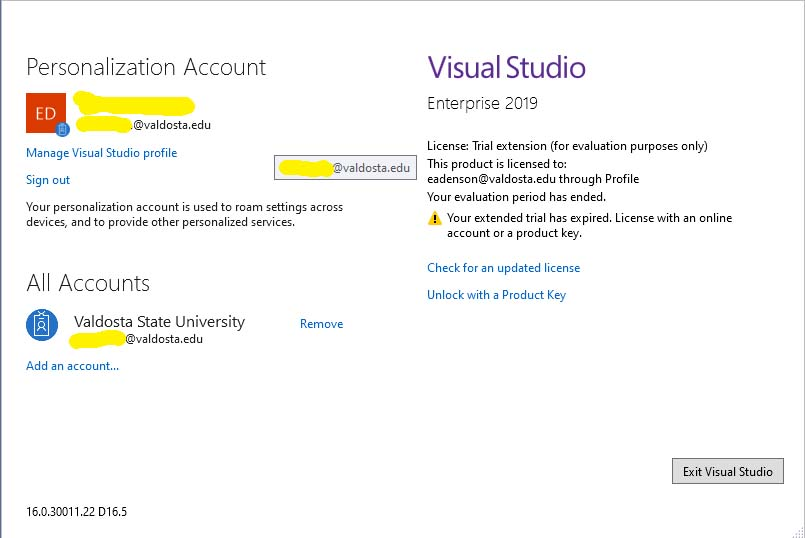 Personalization Account
ED
@valdosta.edu
Manage Visual Studio profile
@valdosta.edu
Sign out
Your personalization account is used to roam settings across
devices, and to provide other personalized services.
All Accounts
Valdosta State University
Remove
@valdosta.edu
Add an account...
16.0.30011.22 D16.5
Visual Studio
Enterprise 2019
License: Trial extension (for evaluation purposes only)
This product is licensed to:
eadenson@valdosta.edu through Profile
Your evaluation period has ended.
Your extended trial has expired. License with an online
account or a product key.
Check for an updated license
Unlock with a Product Key
Exit Visual Studio